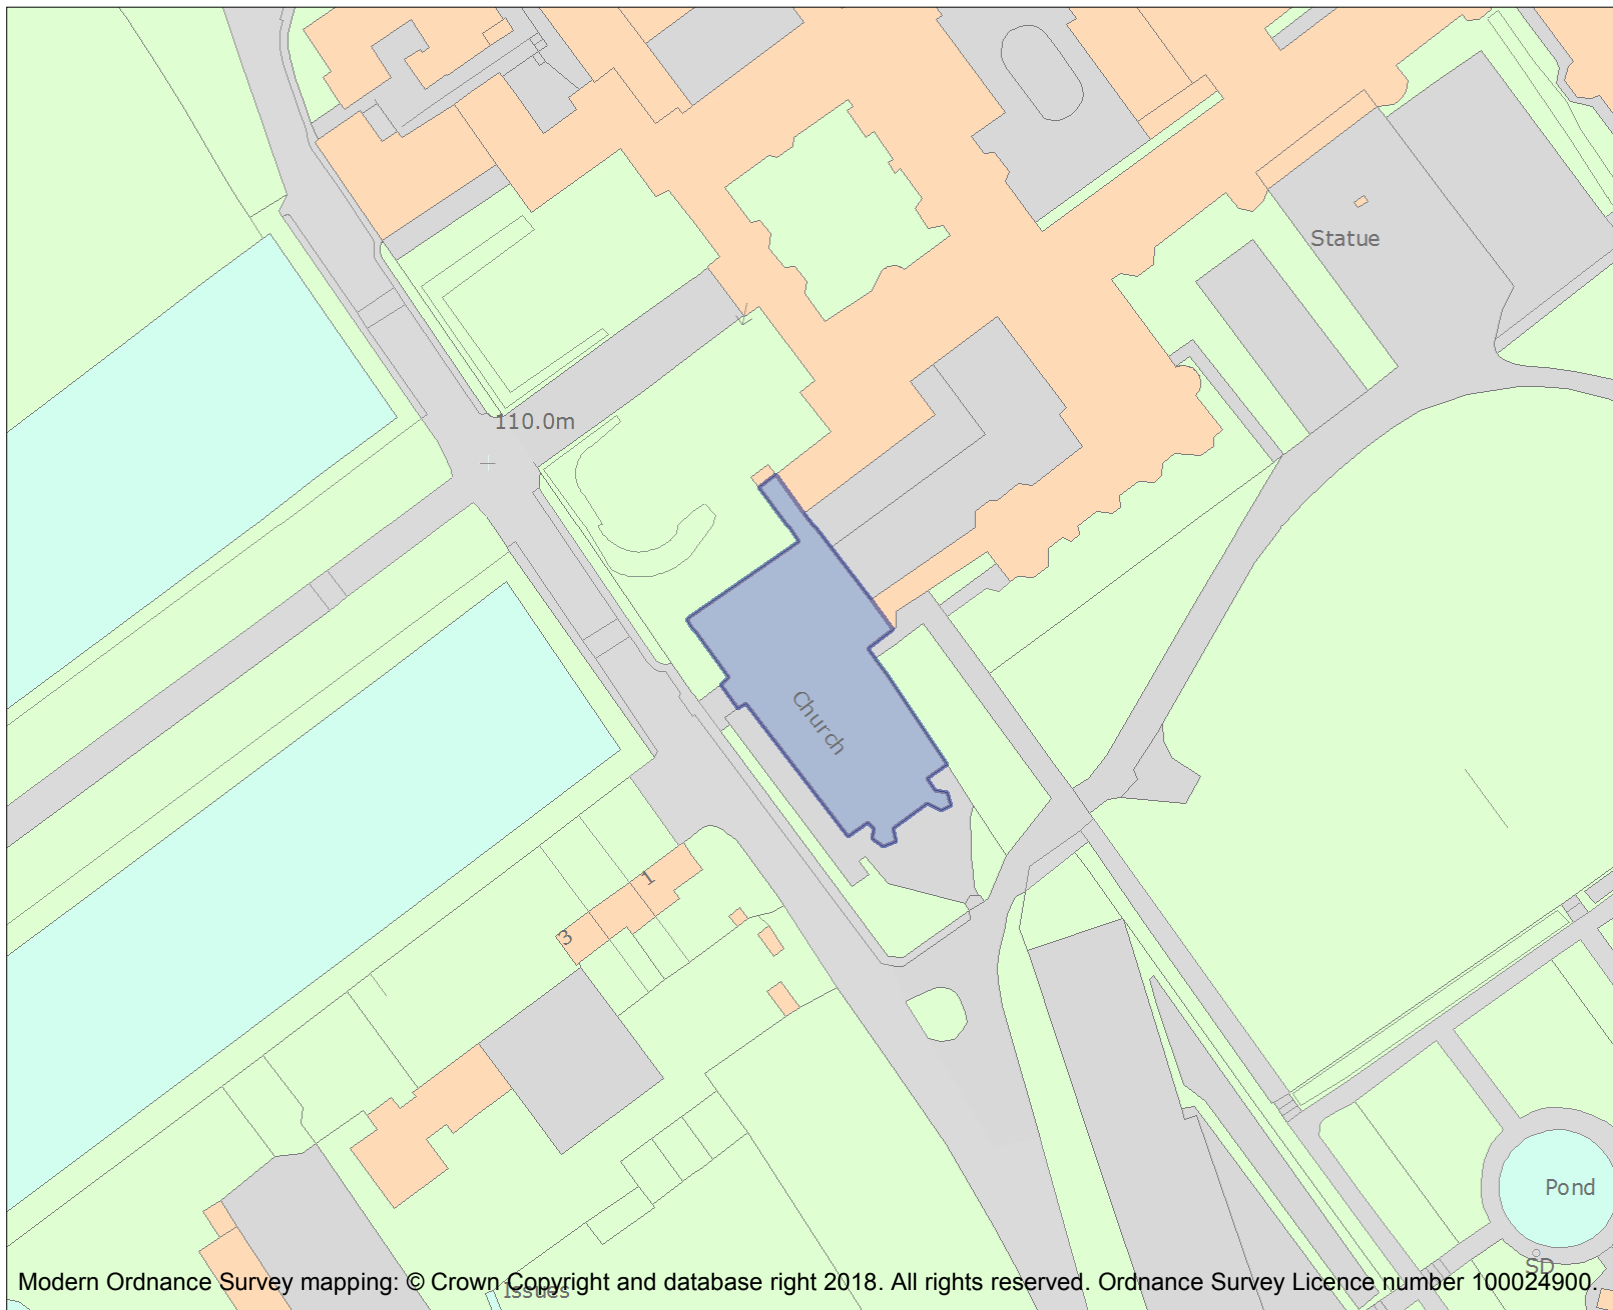 Statue
110.0m
Church
1
3
Pond
SD
Issues
Modern Ordnance Survey mapping: © Crown Copyright and database right 2018. All rights reserved. Ordnance Survey Licence number 100024900.